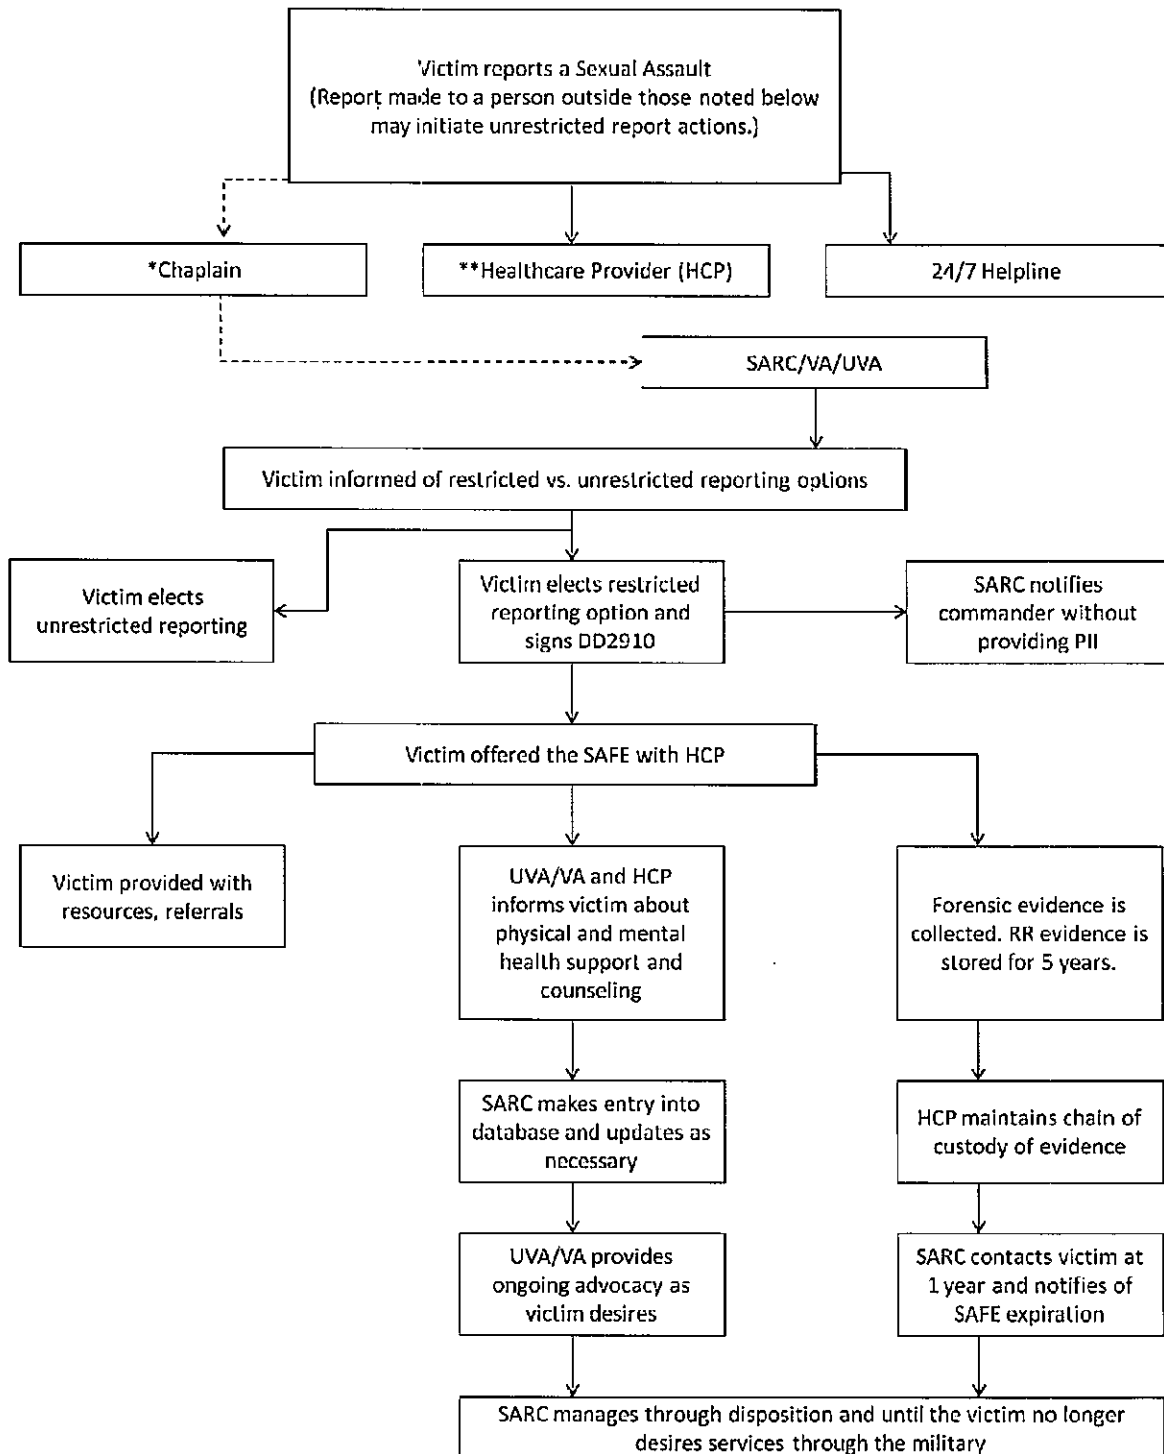 Victim reports a Sexual Assault
(Report made to a person outside those noted below
may initiate unrestricted report actions.)
*Chaplain
**Healthcare Provider (HCP)
24/7 Helpline
SARC/VA/UVA
Victim informed of restricted vs. unrestricted reporting options
Victim elects
unrestricted reporting
Victim elects restricted
reporting option and
signs DD2910
SARC notifies
commander without
providing PII
Victim offered the SAFE with HCP
Victim provided with
resources, referrals
UVA/VA and HCP
informs victim about
physical and mental
health support and
counseling
Forensic evidence is
collected. RR evidence is
stored for 5 years.
SARC makes entry into
database and updates as
necessary
HCP maintains chain of
custody of evidence
UVA/VA provides
ongoing advocacy as
victim desires
SARC contacts victim at
1 year and notifies of
SAFE expiration
SARC manages through disposition and until the victim no longer
desires services through the military